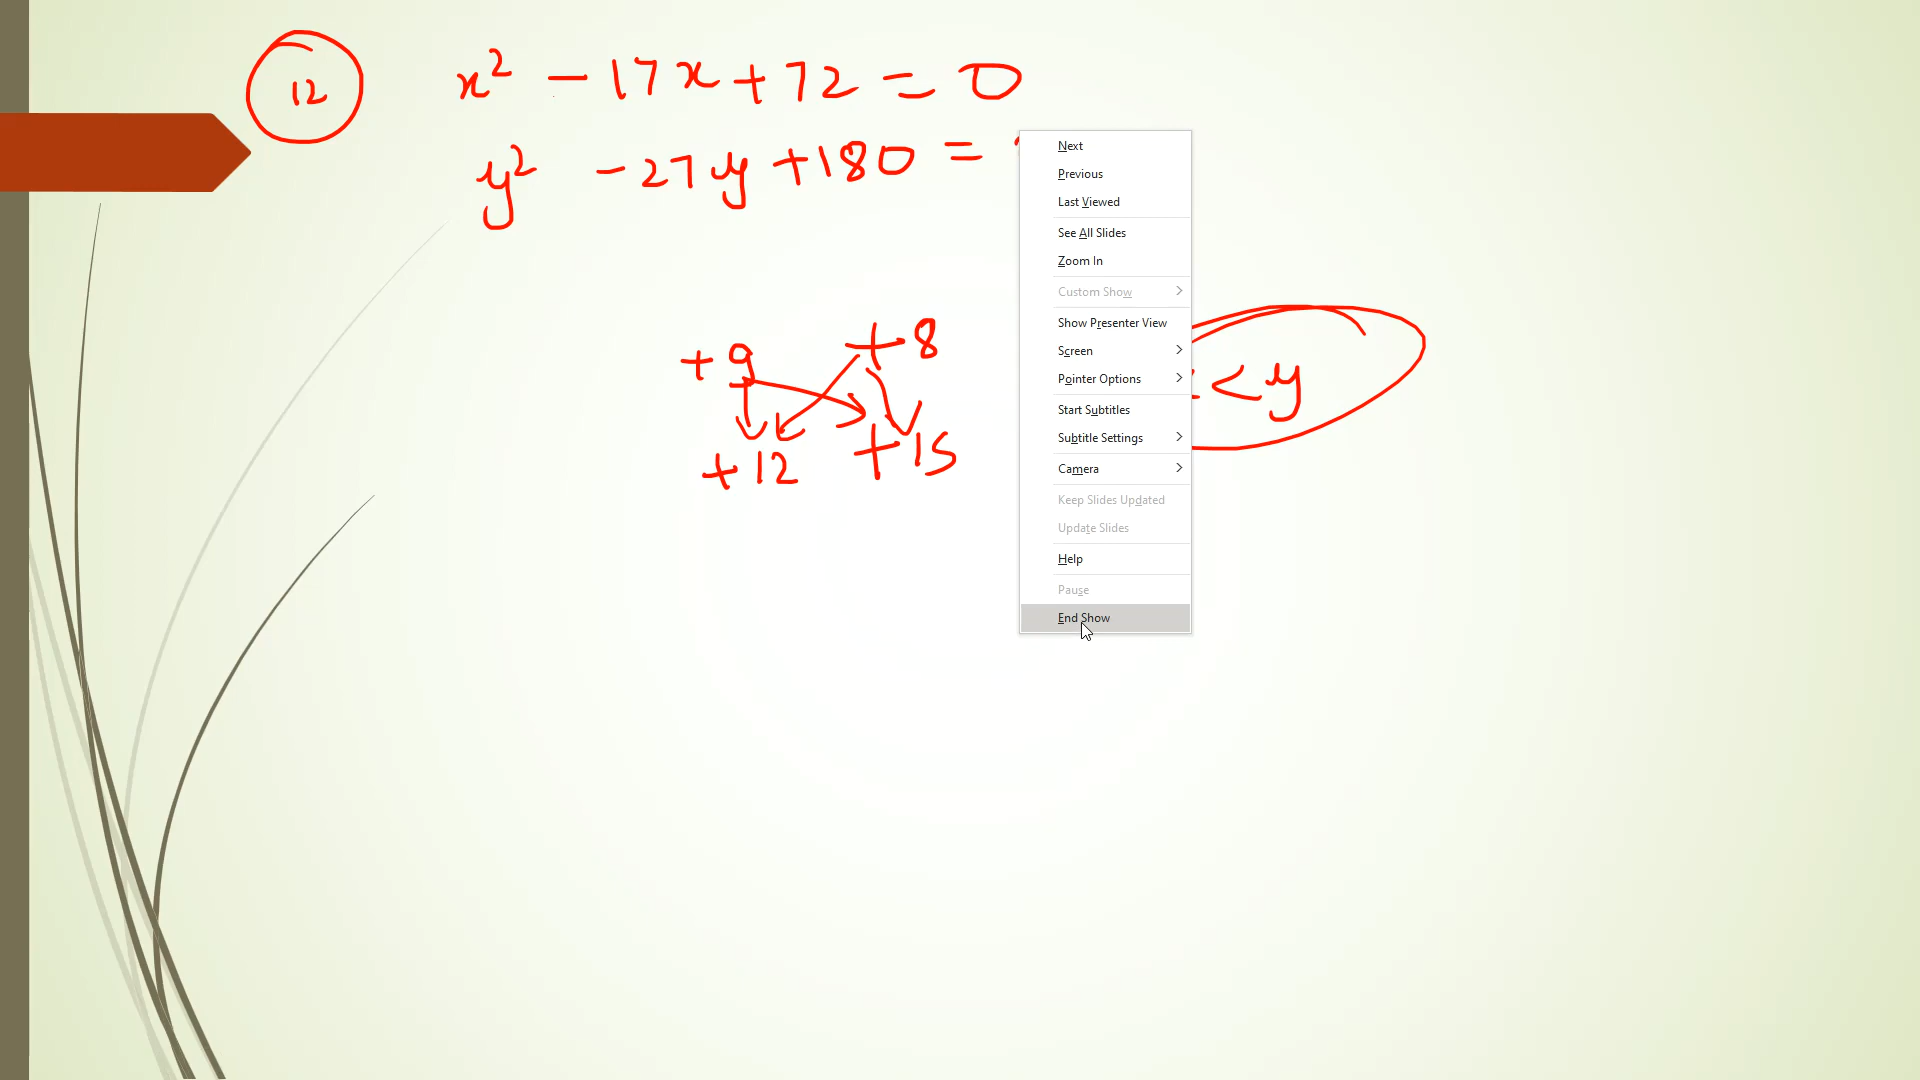 12
x² - 17x + 72 = 0
y² - 27y + 180 =
+9 +8
+12 +15
< y
Next
Previous
Last Viewed
See All Slides
Zoom In
Custom Show
Show Presenter View
Screen
Pointer Options
Start Subtitles
Subtitle Settings
Camera
Keep Slides Updated
Update Slides
Help
Pause
End Show